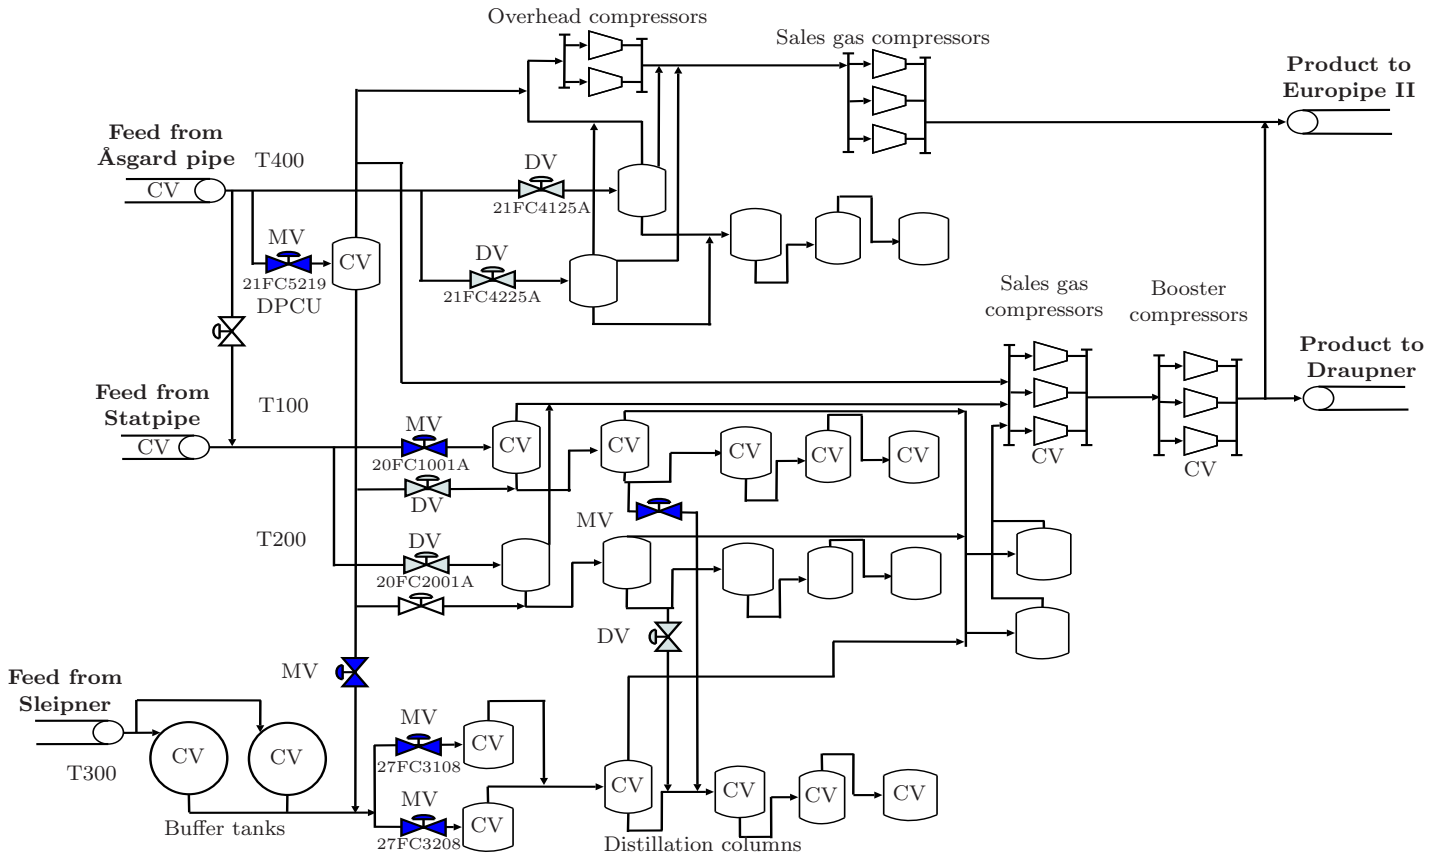 Overhead compressors
Sales gas compressors
Product to
Europipe II
Feed from
Åsgard pipe
T400
CV
DV
21FC4125A
MV
CV
21FC5219
DPCU
DV
21FC4225A
Sales gas
compressors
Booster
compressors
Product to
Draupner
Feed from
Statpipe
T100
CV
MV
20FC1001A
CV
CV
CV
CV
CV
CV
CV
DV
MV
T200
DV
20FC2001A
DV
MV
Feed from
Sleipner
T300
CV
CV
MV
27FC3108
CV
MV
27FC3208
CV
CV
CV
CV
CV
Buffer tanks
Distillation columns